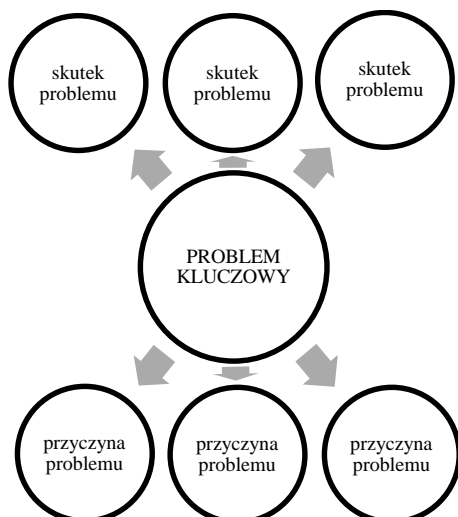 skutek
problemu
skutek
problemu
skutek
problemu
PROBLEM
KLUCZOWY
przyczyna
problemu
przyczyna
problemu
przyczyna
problemu